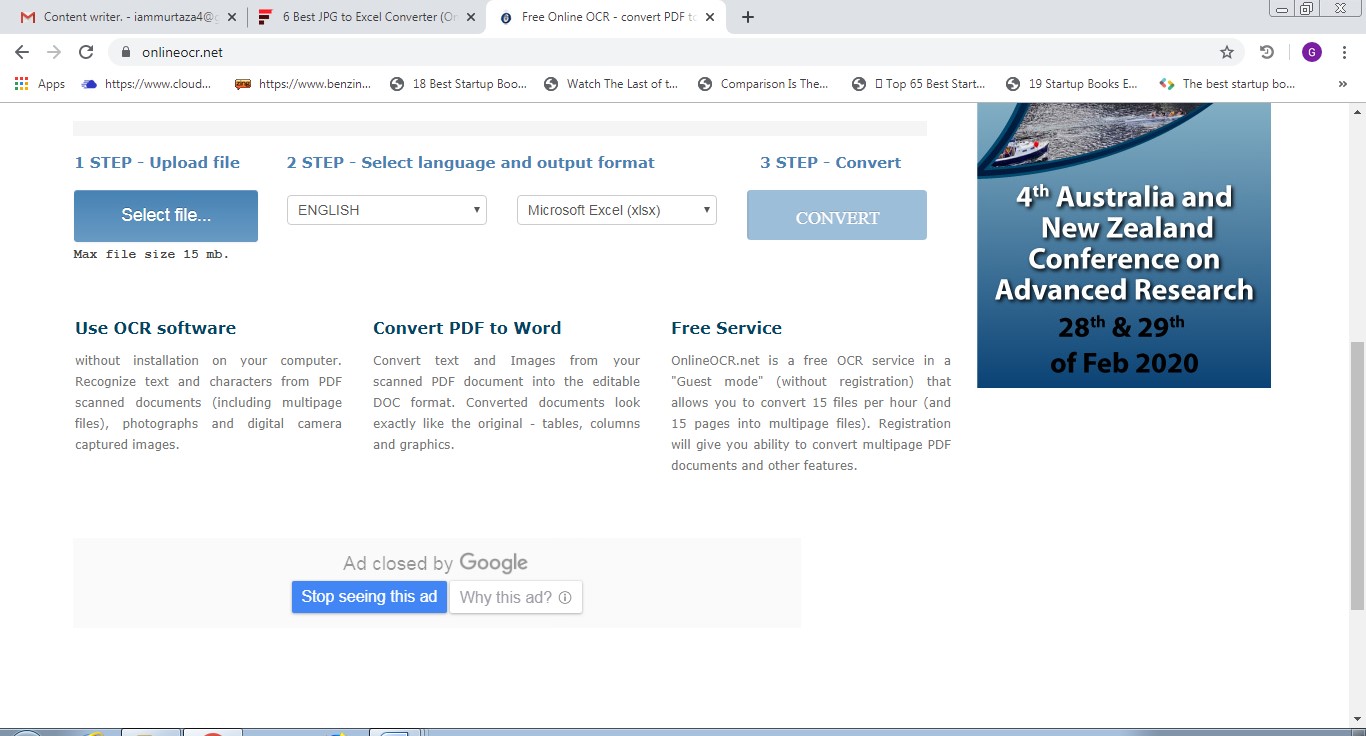 Content writer. - iammurtaza4@g
6 Best JPG to Excel Converter (On
Free Online OCR - convert PDF to
onlineocr.net
G
Apps
https://www.cloud...
https://www.benzin...
18 Best Startup Boo...
Watch The Last of t...
Comparison Is The...
Top 65 Best Start...
19 Startup Books E...
The best startup bo...
»
1 STEP - Upload file
2 STEP - Select language and output format
3 STEP - Convert
Select file...
ENGLISH
Microsoft Excel (xlsx)
CONVERT
Max file size 15 mb.
4th Australia and
New Zealand
Conference on
Advanced Research
28th & 29th
of Feb 2020
Use OCR software
without installation on your computer.
Recognize text and characters from PDF
scanned documents (including multipage
files), photographs and digital camera
captured images.
Convert PDF to Word
Convert text and Images from your
scanned PDF document into the editable
DOC format. Converted documents look
exactly like the original - tables, columns
and graphics.
Free Service
OnlineOCR.net is a free OCR service in a
"Guest mode" (without registration) that
allows you to convert 15 files per hour (and
15 pages into multipage files). Registration
will give you ability to convert multipage PDF
documents and other features.
Ad closed by Google
Stop seeing this ad
Why this ad?